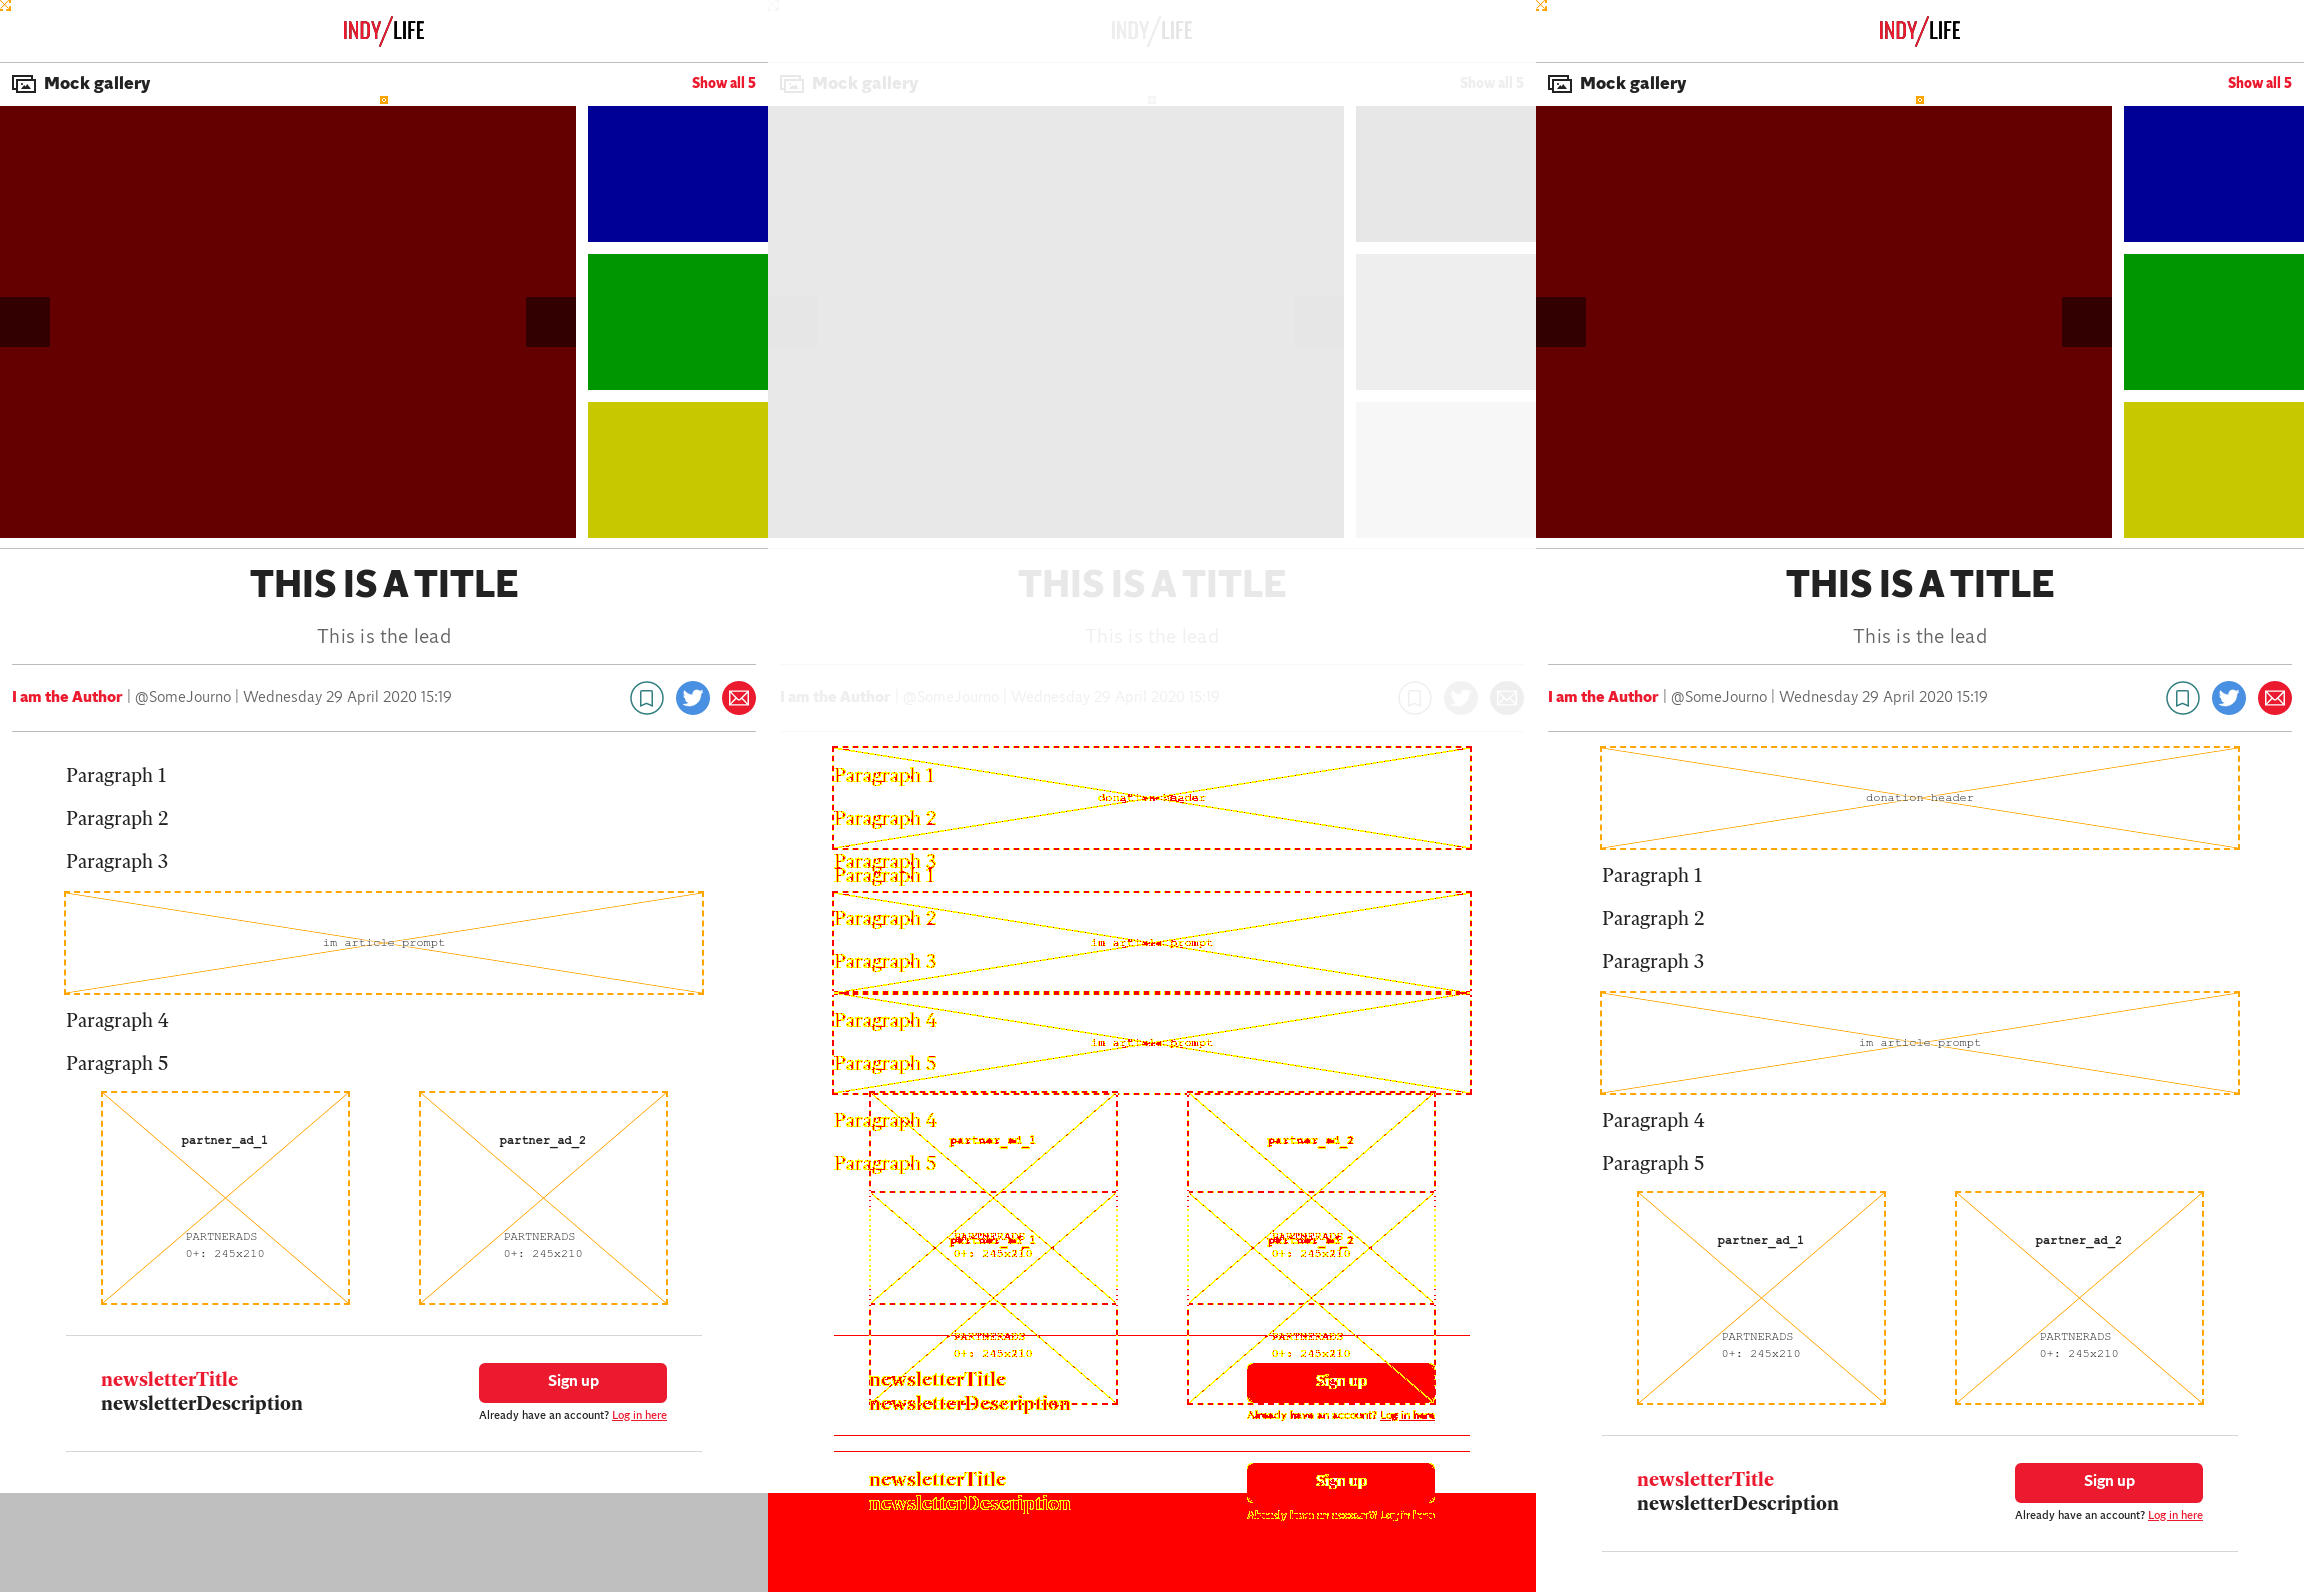 INDY/LIFE
Mock gallery
Show all 5
THIS IS A TITLE
This is the lead
I am the Author | @SomeJourno | Wednesday 29 April 2020 15:19
Paragraph 1
Paragraph 2
Paragraph 3
im article prompt
Paragraph 4
Paragraph 5
partner_ad_1
PARTNERADS
0+: 245x210
partner_ad_2
PARTNERADS
0+: 245x210
newsletterTitle
newsletterDescription
Sign up
Already have an account? Log in here
INDY/LIFE
Mock gallery
Show all 5
THIS IS A TITLE
This is the lead
I am the Author | @SomeJourno | Wednesday 29 April 2020 15:19
Paragraph 1
donation header
Paragraph 2
Paragraph 3
Paragraph 1
Paragraph 2
im article prompt
Paragraph 3
Paragraph 4
im article prompt
Paragraph 5
Paragraph 4
partner_ad_1
partner_ad_2
Paragraph 5
partner_ad_1
partner_ad_2
0+: 245x210
0+: 245x210
PARTNERADS
PARTNERADS
0+: 245x210
0+: 245x210
newsletterTitle
newsletterDescription
Sign up
Already have an account? Log in here
newsletterTitle
newsletterDescription
Sign up
Already have an account? Log in here
INDY/LIFE
Mock gallery
Show all 5
THIS IS A TITLE
This is the lead
I am the Author | @SomeJourno | Wednesday 29 April 2020 15:19
donation header
Paragraph 1
Paragraph 2
Paragraph 3
im article prompt
Paragraph 4
Paragraph 5
partner_ad_1
PARTNERADS
0+: 245x210
partner_ad_2
PARTNERADS
0+: 245x210
newsletterTitle
newsletterDescription
Sign up
Already have an account? Log in here